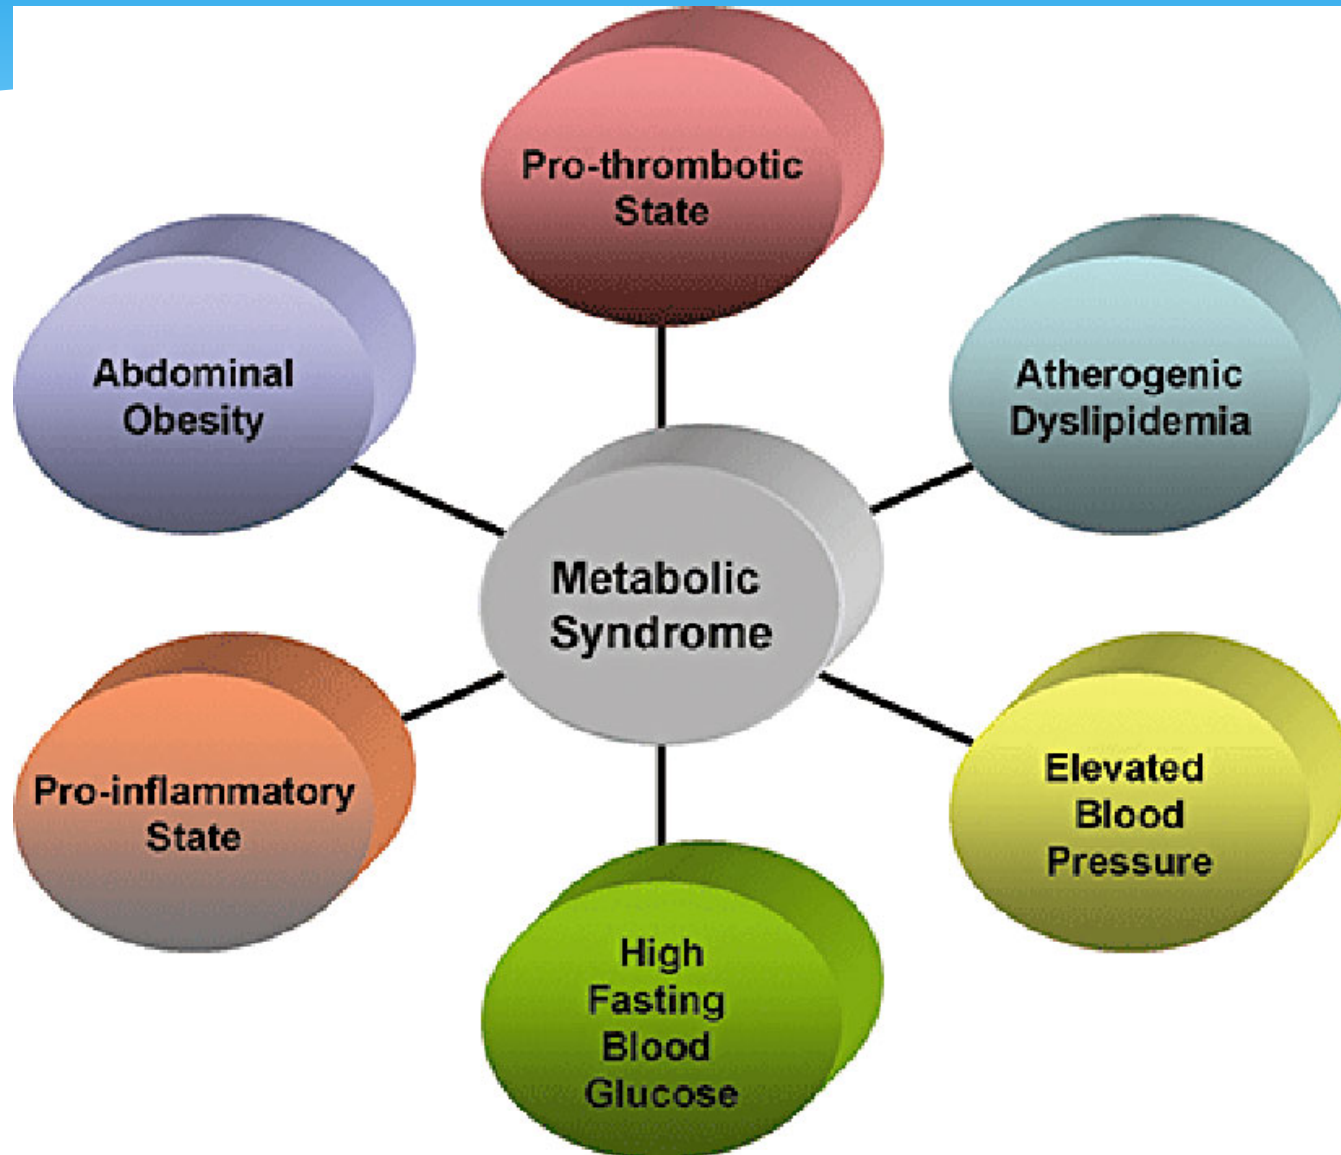 Pro-thrombotic
State
Abdominal
Obesity
Atherogenic
Dyslipidemia
Metabolic
Syndrome
Pro-inflammatory
State
Elevated
Blood
Pressure
High
Fasting
Blood
Glucose